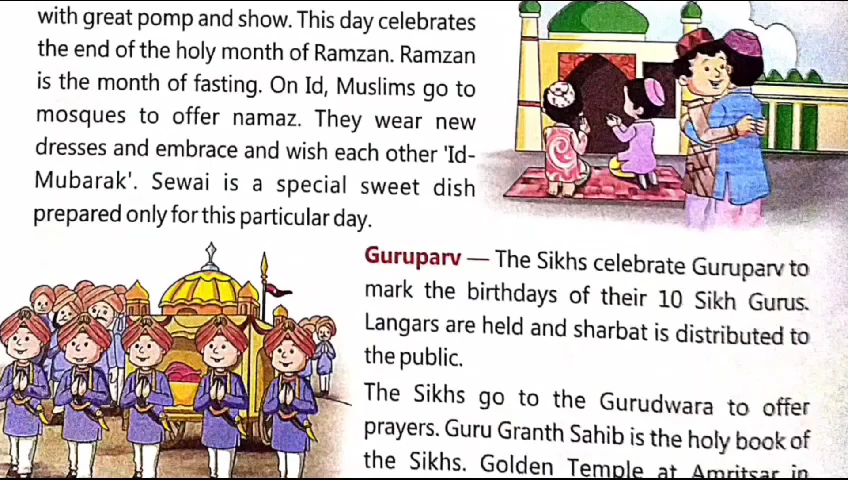 with great pomp and show. This day celebrates
the end of the holy month of Ramzan. Ramzan
is the month of fasting. On Id, Muslims go to
mosques to offer namaz. They wear new
dresses and embrace and wish each other 'Id-
Mubarak'. Sewai is a special sweet dish
prepared only for this particular day.
Guruparv — The Sikhs celebrate Guruparv to
mark the birthdays of their 10 Sikh Gurus.
Langars are held and sharbat is distributed to
the public.
The Sikhs go to the Gurudwara to offer
prayers. Guru Granth Sahib is the holy book of
the Sikhs. Golden Temple at Amritsar in